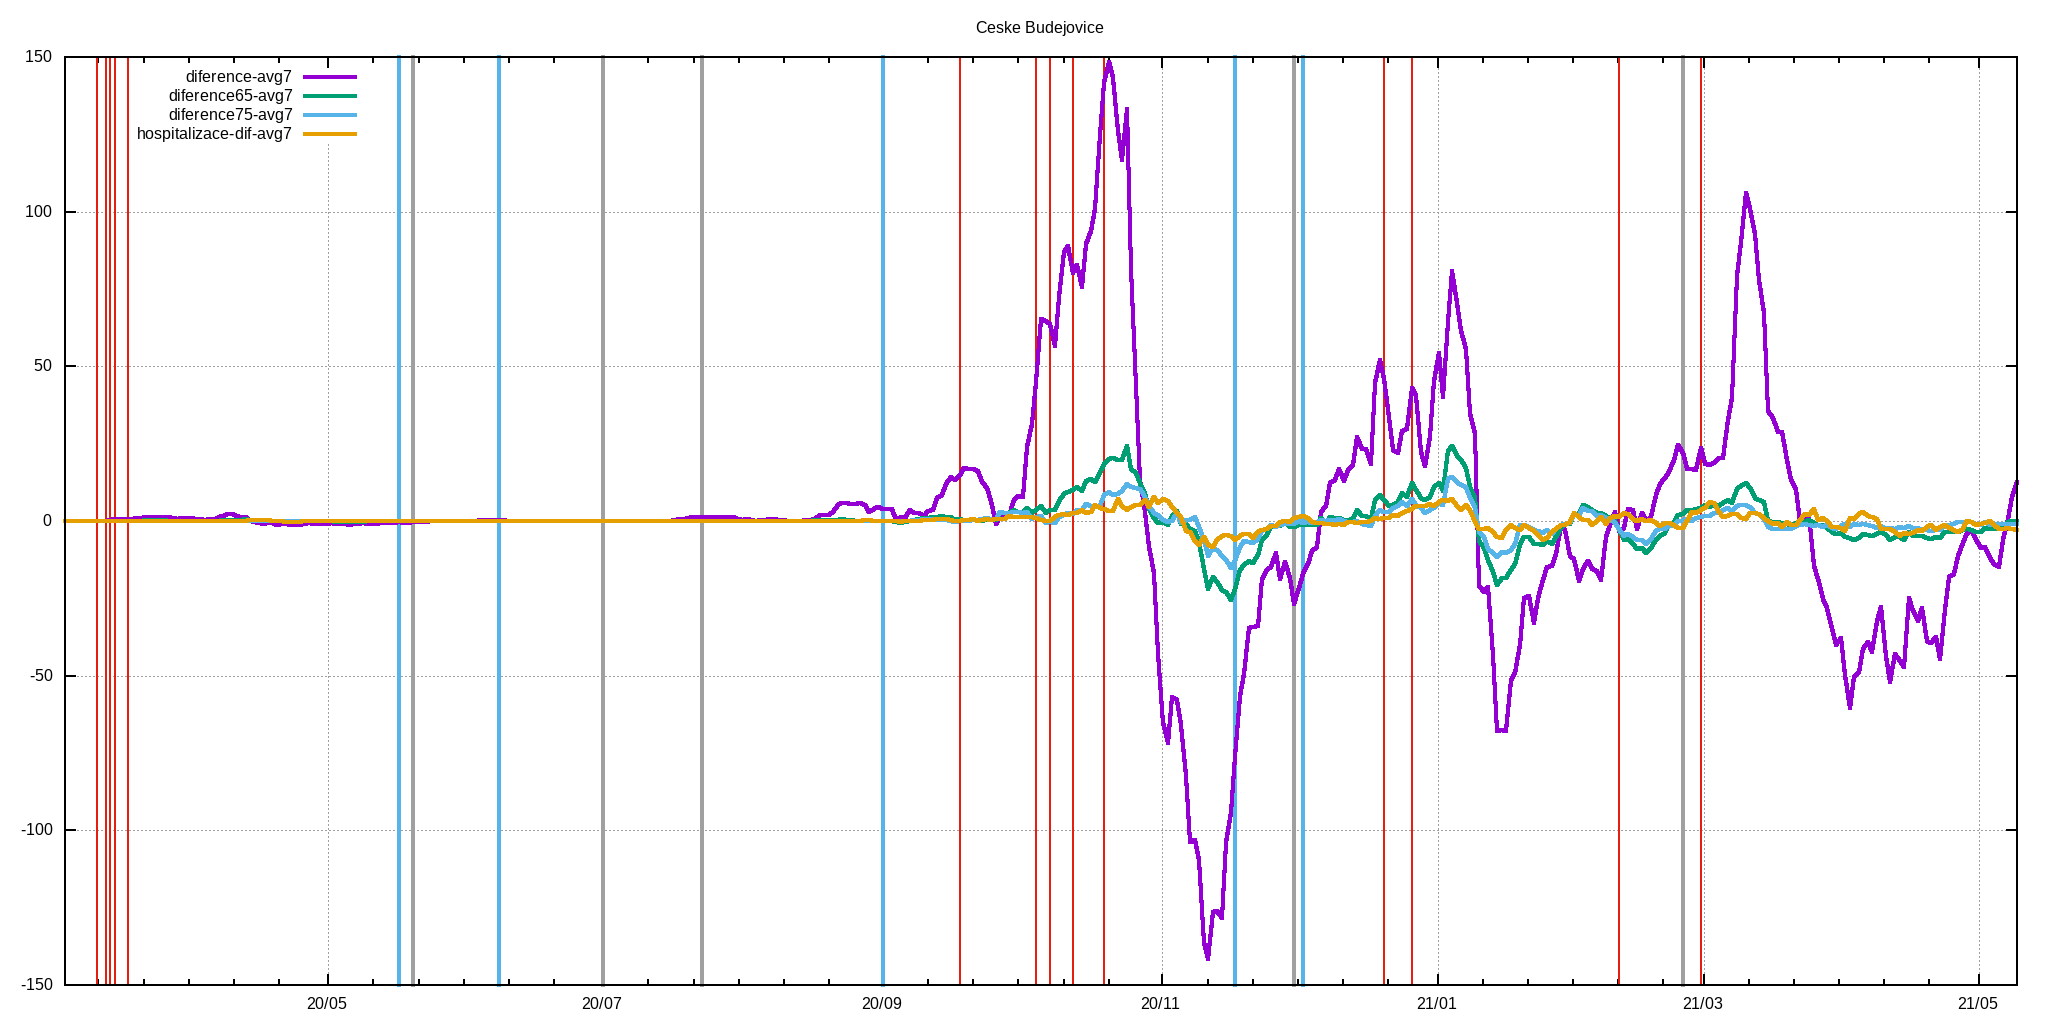 Ceske Budejovice
150
diference-avg7
diference65-avg7
diference75-avg7
hospitalizace-dif-avg7
100
50
0
-50
-100
-150
20/05 20/07 20/09 20/11 21/01 21/03 21/05